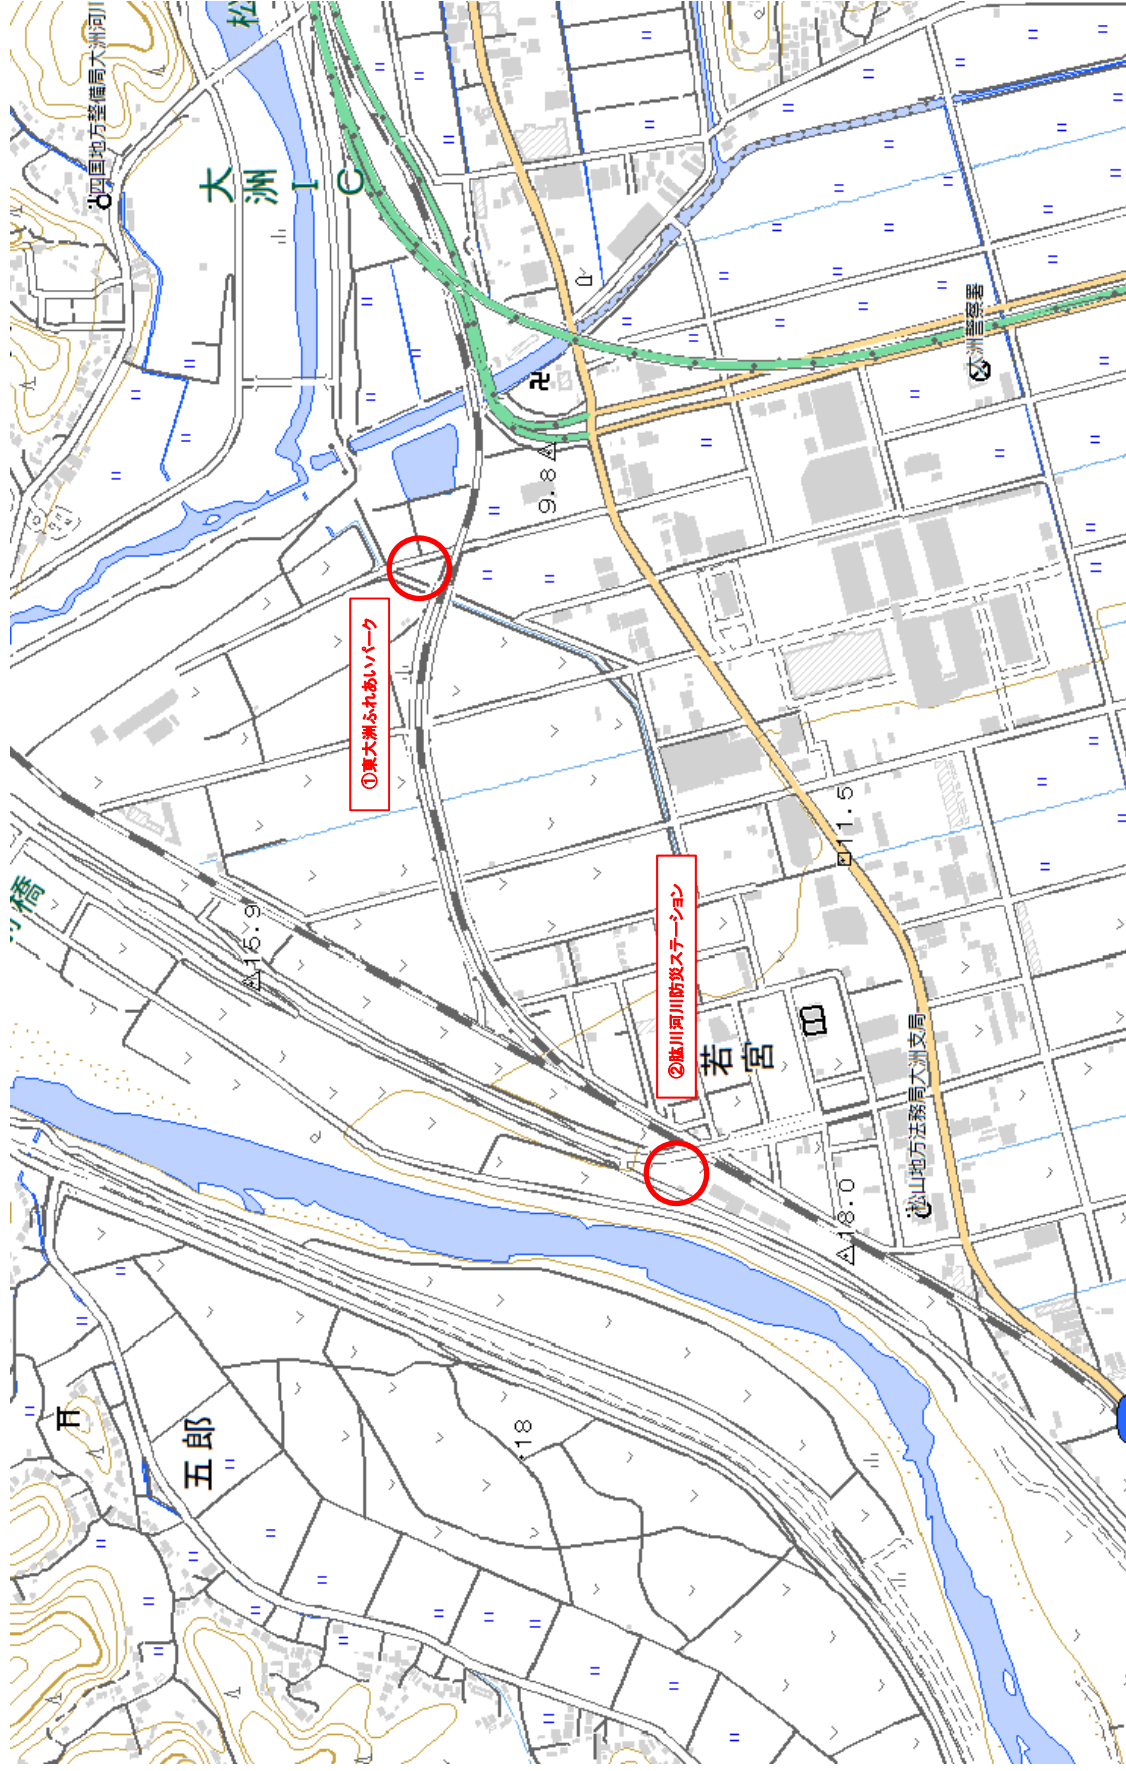 四国地方整備局大洲河川
松
大洲IC
9.8
大洲警察署
①東大洲ふれあいパーク
橋
15.9
11.5
②肱川河川防災ステーション
若宮
松山地方法務局大洲支局
18.0
五郎
18